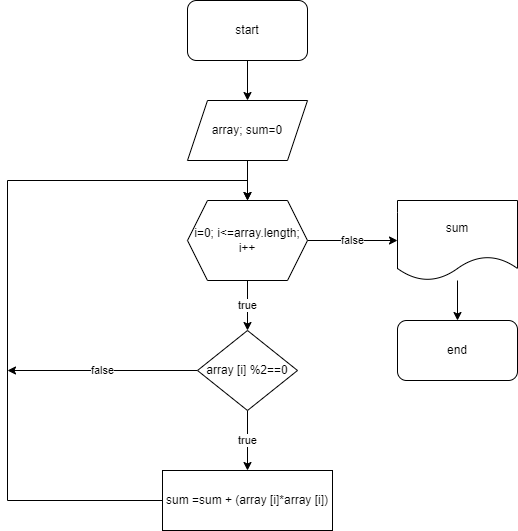 start
array; sum=0
i=0; i<=array.length;
i++
false
sum
true
end
array [i] %2==0
false
true
sum =sum + (array [i]*array [i])